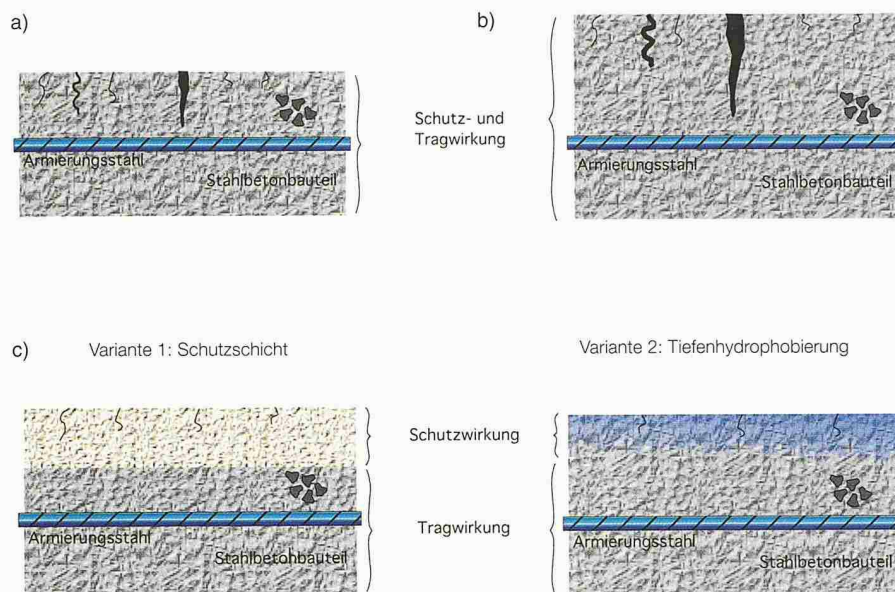 a)
Armierungsstahl
Stahlbetonbauteil
Schutz- und
Tragwirkung
b)
Armierungsstahl
Stahlbetonbauteil
c)
Variante 1: Schutzschicht
Armierungsstahl
Stahlbetonbauteil
Schutzwirkung
Tragwirkung
Variante 2: Tiefenhydrophobierung
Armierungsstahl
Stahlbetonbauteil